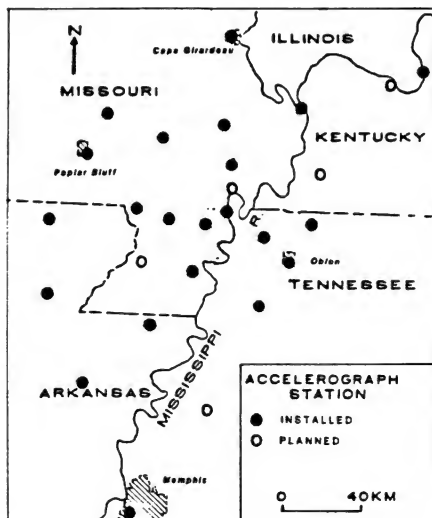 N
Cape Girardeau
ILLINOIS
MISSOURI
KENTUCKY
Poplar Bluff
R.
Obion
TENNESSEE
MISSISSIPPI
ARKANSAS
Memphis
ACCELEROGRAPH
STATION
INSTALLED
PLANNED
0 40KM